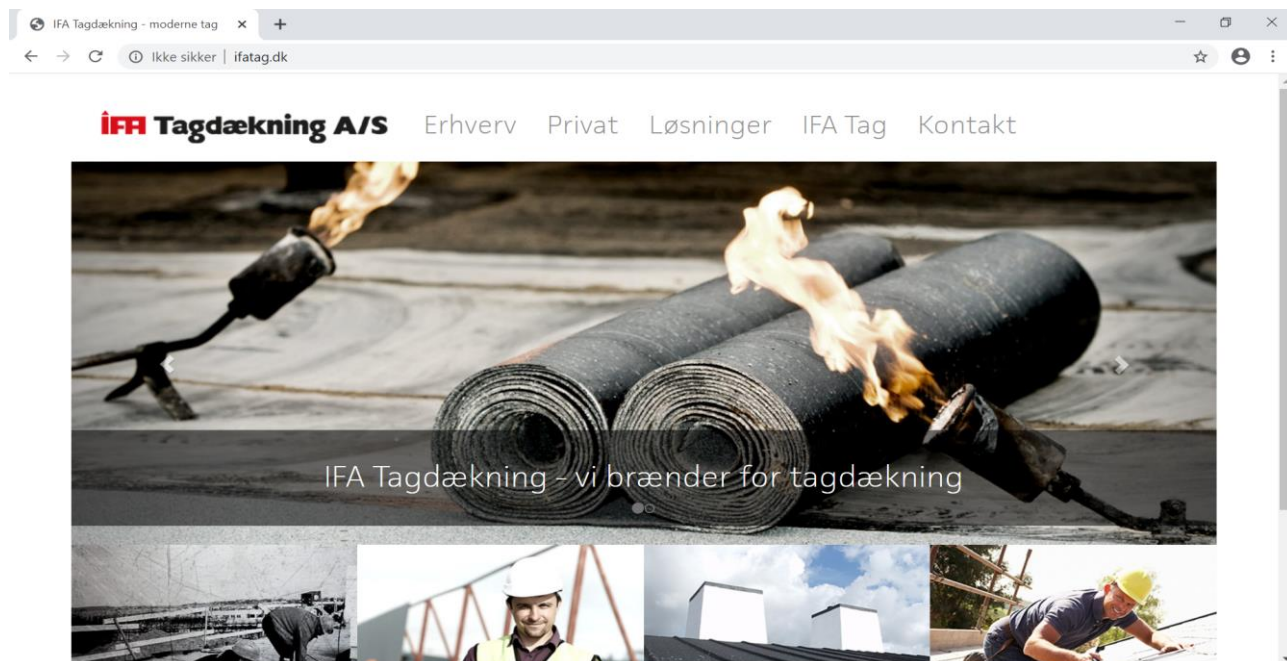 IFA Tagdækning - moderne tag
Ikke sikker | ifatag.dk
IFA Tagdækning A/S Erhverv Privat Løsninger IFA Tag Kontakt
IFA Tagdækning - vi brænder for tagdækning